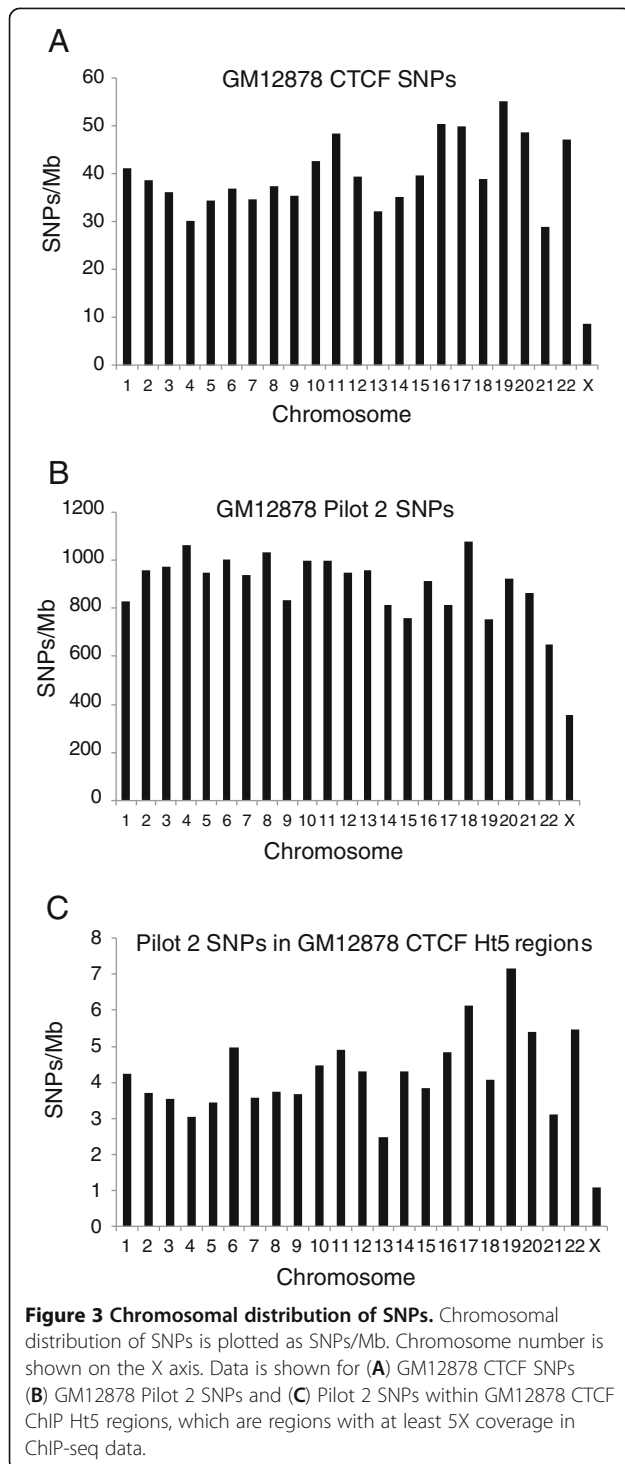 A
GM12878 CTCF SNPs
SNPs/Mb
60
50
40
30
20
10
0
1 2 3 4 5 6 7 8 9 10 11 12 13 14 15 16 17 18 19 20 21 22 X
Chromosome
B
GM12878 Pilot 2 SNPs
SNPs/Mb
1200
1000
800
600
400
200
0
1 2 3 4 5 6 7 8 9 10 11 12 13 14 15 16 17 18 19 20 21 22 X
Chromosome
C
Pilot 2 SNPs in GM12878 CTCF Ht5 regions
SNPs/Mb
8
7
6
5
4
3
2
1
0
1 2 3 4 5 6 7 8 9 10 11 12 13 14 15 16 17 18 19 20 21 22 X
Chromosome
Figure 3 Chromosomal distribution of SNPs. Chromosomal
distribution of SNPs is plotted as SNPs/Mb. Chromosome number is
shown on the X axis. Data is shown for (A) GM12878 CTCF SNPs
(B) GM12878 Pilot 2 SNPs and (C) Pilot 2 SNPs within GM12878 CTCF
ChIP Ht5 regions, which are regions with at least 5X coverage in
ChIP-seq data.